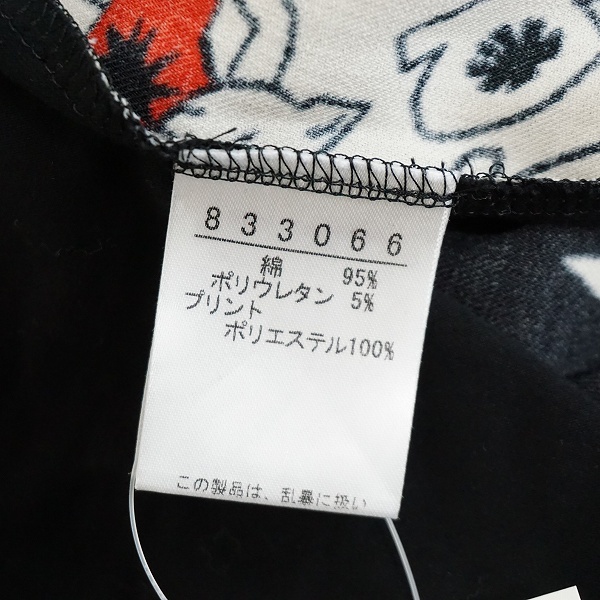 833066
綿 95%
ポリウレタン 5%
プリント
ポリエステル100%
この製品は、乱暴に扱い